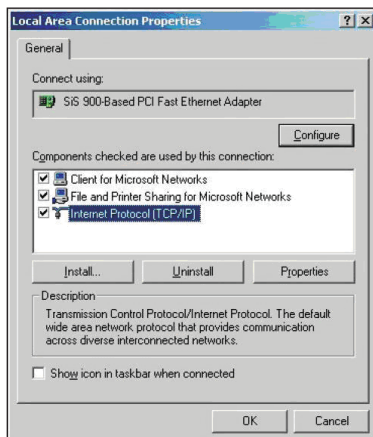 Local Area Connection Properties
General
Connect using:
SiS 900-Based PCI Fast Ethernet Adapter
Configure
Components checked are used by this connection:
Client for Microsoft Networks
File and Printer Sharing for Microsoft Networks
Internet Protocol (TCP/IP)
Install...
Uninstall
Properties
Description
Transmission Control Protocol/Internet Protocol. The default
wide area network protocol that provides communication
across diverse interconnected networks.
Show icon in taskbar when connected
OK
Cancel